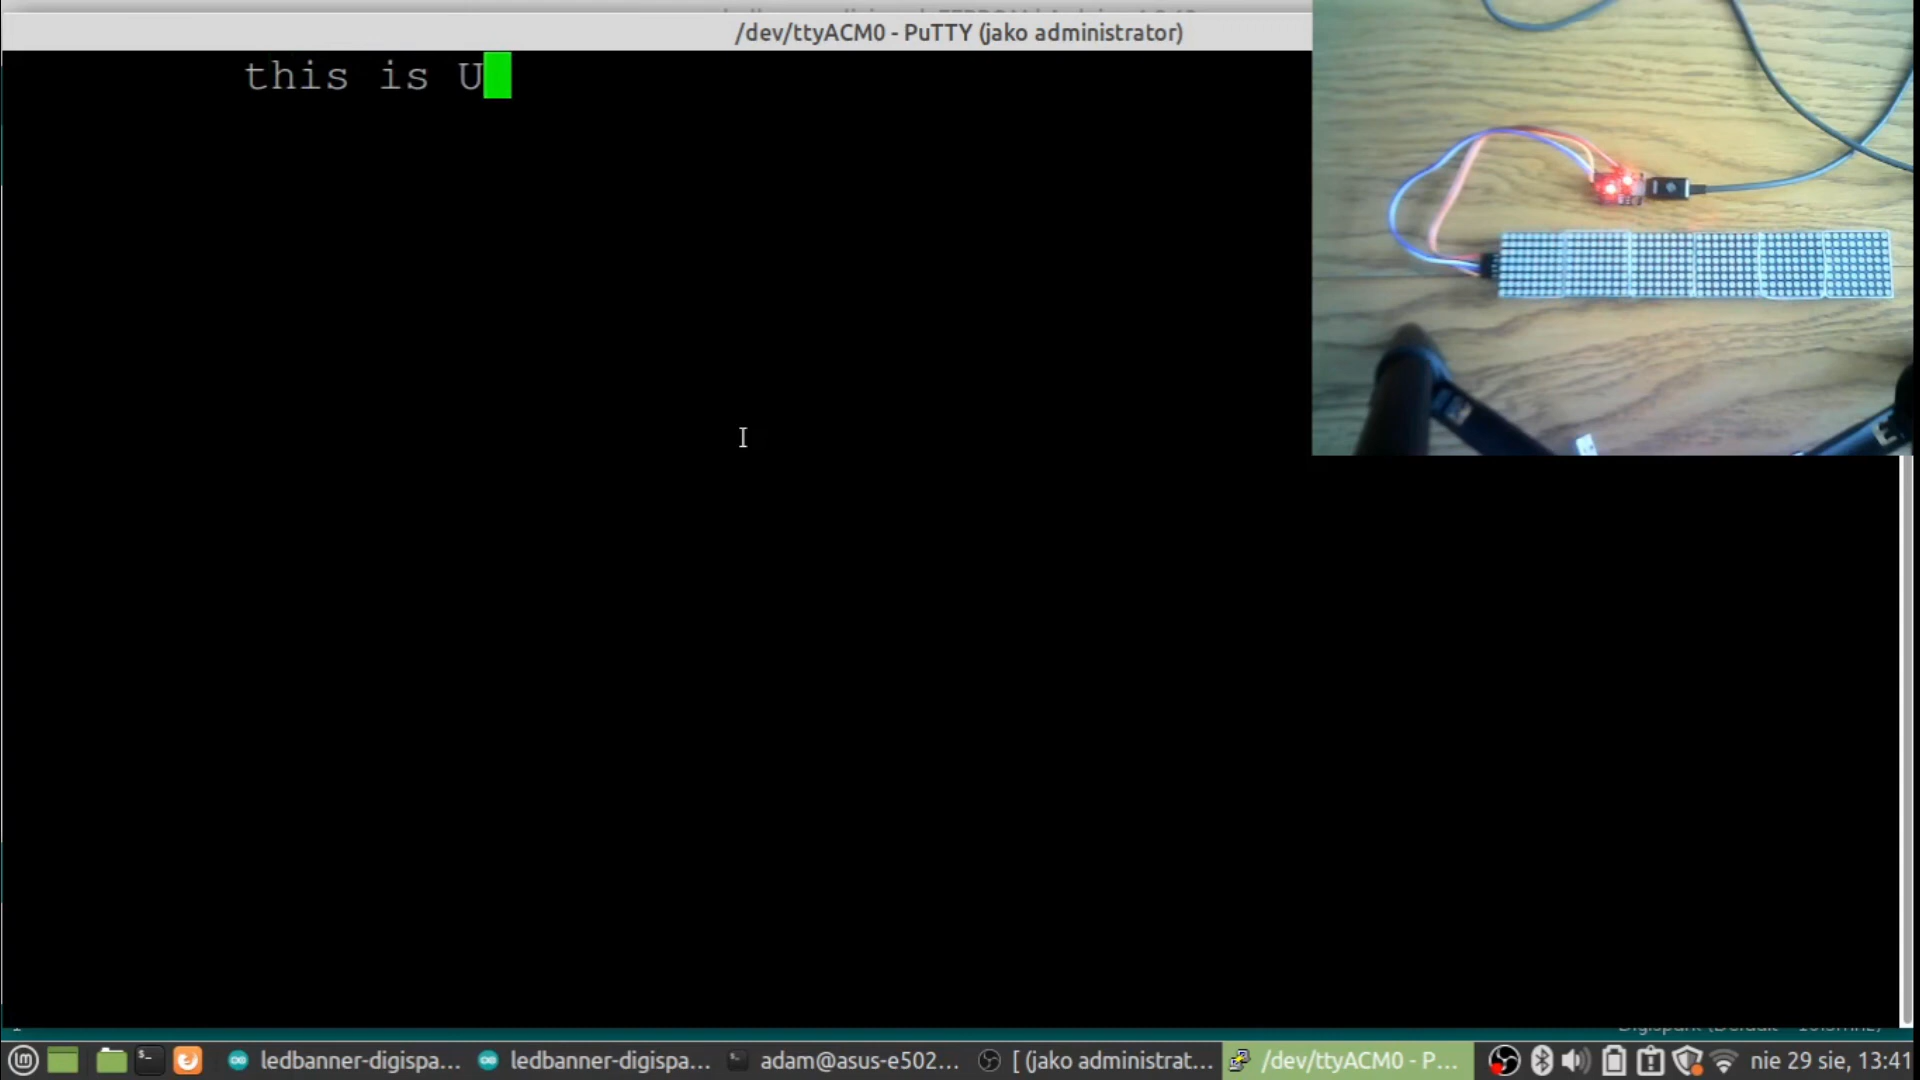 /dev/ttyACM0 - PuTTY (jako administrator)
this is U
ledbanner-digispa...
ledbanner-digispa...
adam@asus-e502...
[ (jako administrat...
/dev/ttyACM0 - P...
nie 29 sie, 13:41